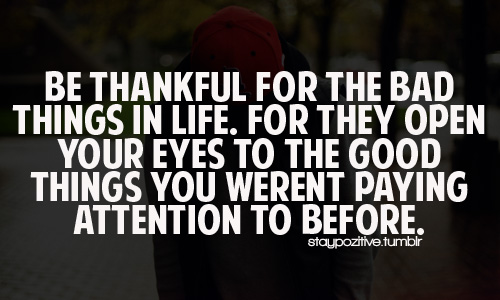 BE THANKFUL FOR THE BAD
THINGS IN LIFE. FOR THEY OPEN
YOUR EYES TO THE GOOD
THINGS YOU WERENT PAYING
ATTENTION TO BEFORE.
staypozitive.tumblr